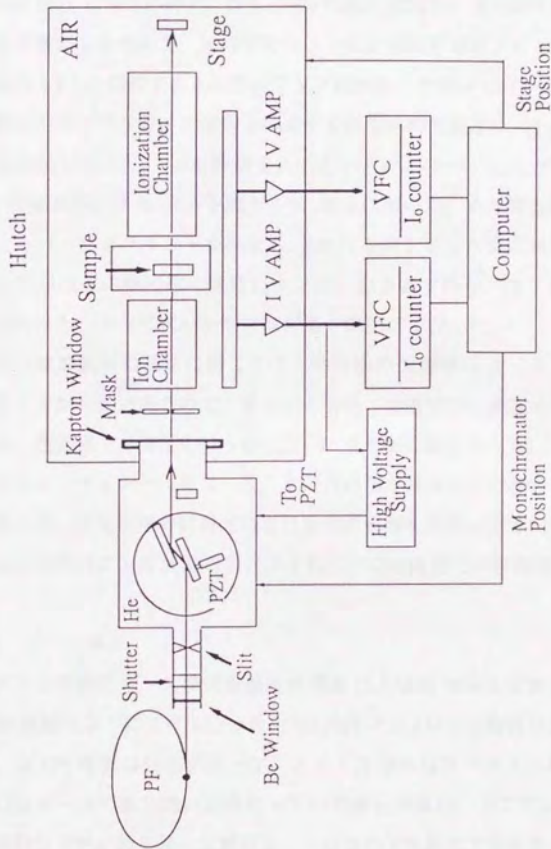 Hutch
AIR
Kapton Window
Mask
Ion
Chamber
Sample
Ionization
Chamber
Stage
He
PZT
Shutter
PF
Slit
Be Window
To
PZT
I V AMP
I V AMP
High Voltage
Supply
VFC
I₀ counter
VFC
I₀ counter
Computer
Monochromator
Position
Stage
Position